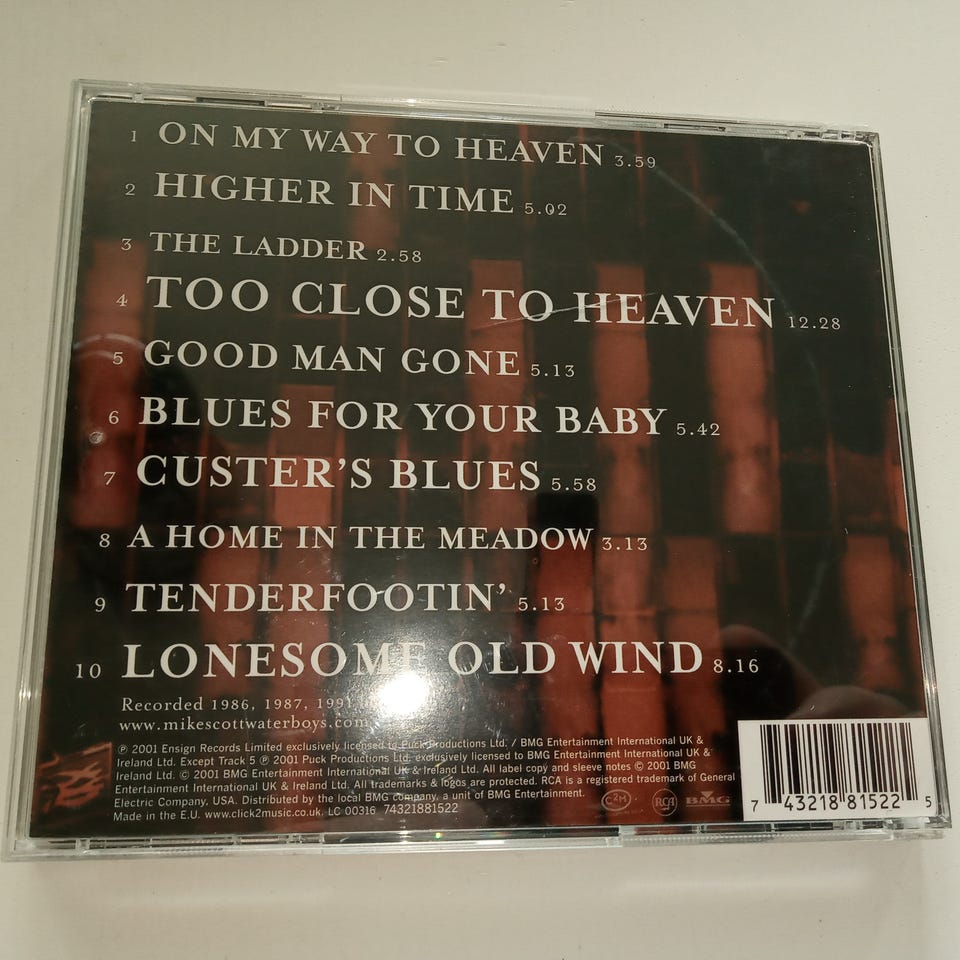 1 ON MY WAY TO HEAVEN 3.59
2 HIGHER IN TIME 5.02
3 THE LADDER 2.58
4 TOO CLOSE TO HEAVEN 12.28
5 GOOD MAN GONE 5.13
6 BLUES FOR YOUR BABY 5.42
7 CUSTER'S BLUES 5.58
8 A HOME IN THE MEADOW 3.13
9 TENDERFOOTIN' 5.13
10 LONESOME OLD WIND 8.16
Recorded 1986, 1987,
www.mikescottwaterboys.com
℗ 2001 Ensign Records Limited exclusively licensed to Puck Productions Ltd. / BMG Entertainment International UK &
Ireland Ltd. Except Track 5 ℗ 2001 Puck Productions Ltd. exclusively licensed to BMG Entertainment International UK &
Ireland Ltd. © 2001 BMG Entertainment International UK & Ireland Ltd. All label copy and sleeve notes © 2001 BMG
Entertainment International UK & Ireland Ltd. All trademarks & logos are protected. RCA is a registered trademark of General
Electric Company, USA. Distributed by the local BMG company, a unit of BMG Entertainment.
Made in the E.U. www.click2music.co.uk. LC 00316 74321881522
C2M RCA BMG
7 43218 81522 5